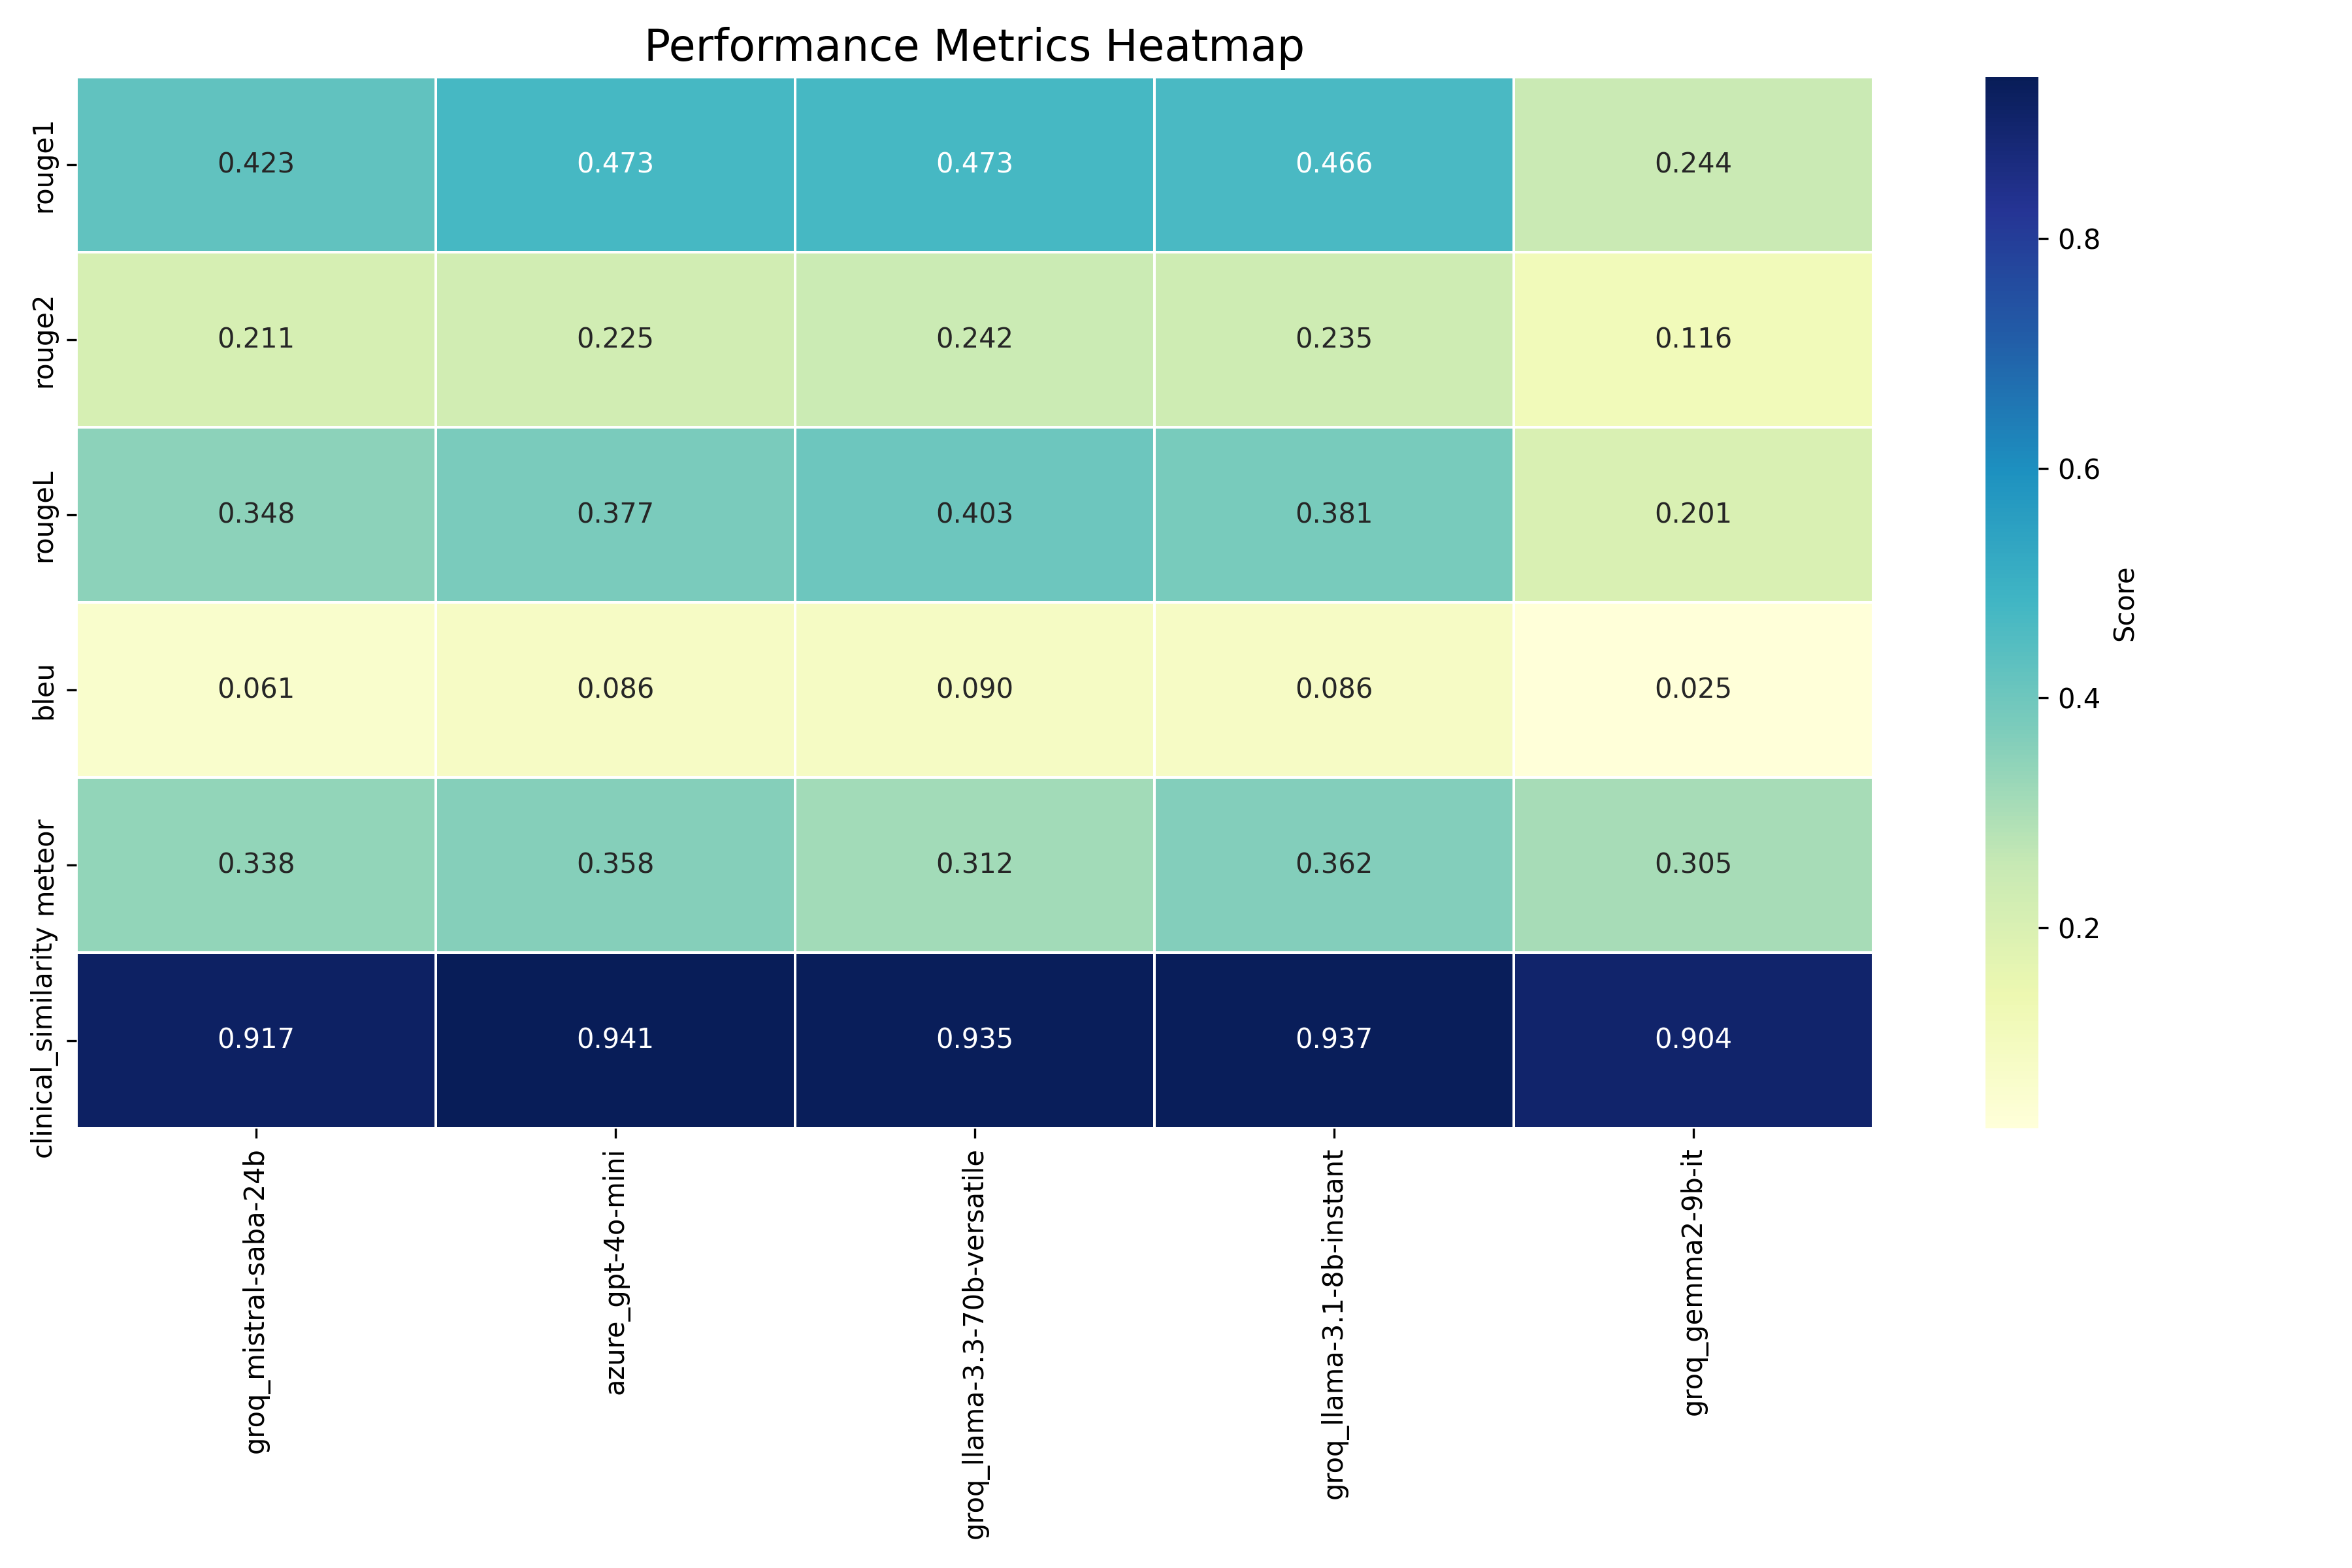 Performance Metrics Heatmap
rouge1
0.423 0.473 0.473 0.466 0.244
rouge2
0.211 0.225 0.242 0.235 0.116
rougeL
0.348 0.377 0.403 0.381 0.201
bleu
0.061 0.086 0.090 0.086 0.025
meteor
0.338 0.358 0.312 0.362 0.305
clinical_similarity
0.917 0.941 0.935 0.937 0.904
groq_mistral-saba-24b
azure_gpt-4o-mini
groq_llama-3.3-70b-versatile
groq_llama-3.1-8b-instant
groq_gemma2-9b-it
0.8
0.6
0.4
0.2
Score